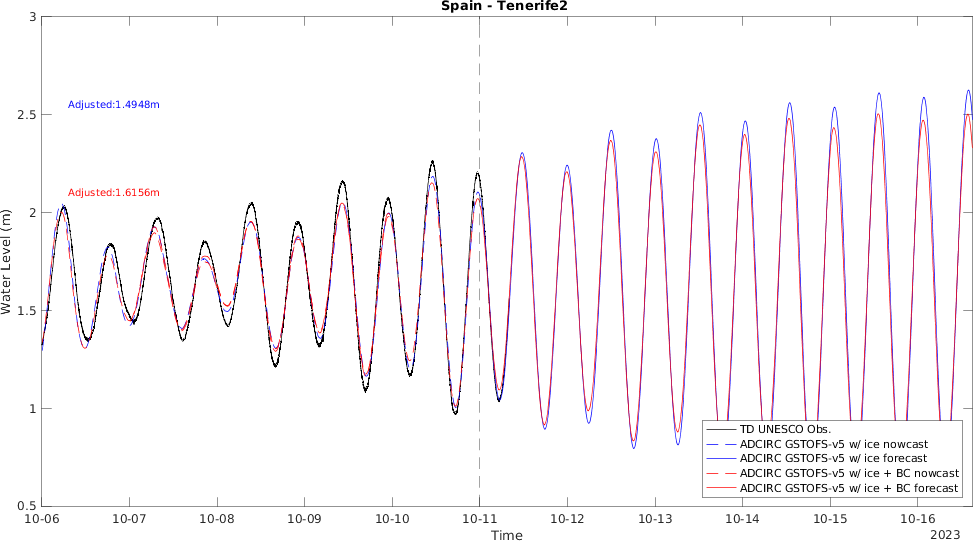 Spain - Tenerife2
3
2.5
2
1.5
1
0.5
Water Level (m)
Adjusted:1.4948m
Adjusted:1.6156m
TD UNESCO Obs.
ADCIRC GSTOFS-v5 w/ ice nowcast
ADCIRC GSTOFS-v5 w/ ice forecast
ADCIRC GSTOFS-v5 w/ ice + BC nowcast
ADCIRC GSTOFS-v5 w/ ice + BC forecast
10-06 10-07 10-08 10-09 10-10 10-11 10-12 10-13 10-14 10-15 10-16
Time
2023